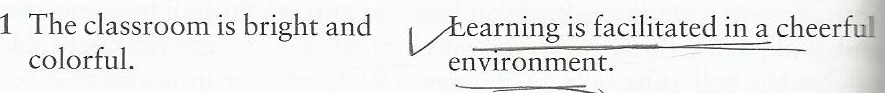 1 The classroom is bright and
colorful.
Learning is facilitated in a cheerful
environment.